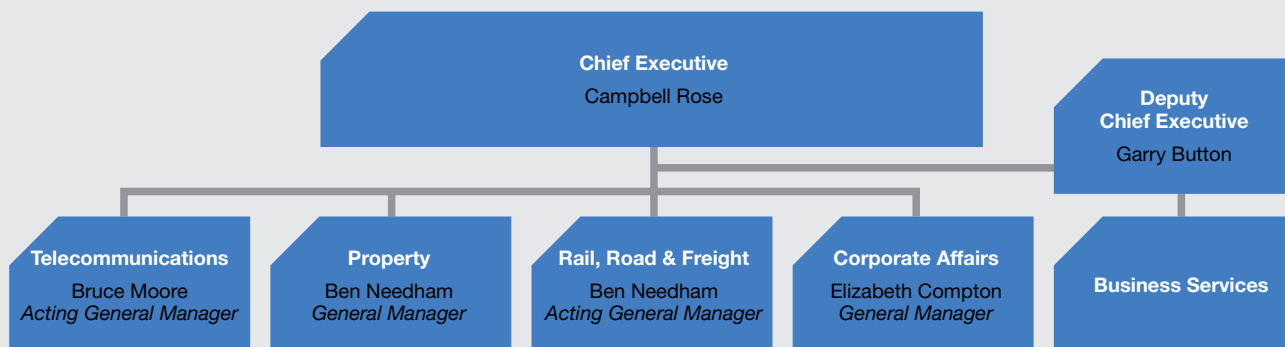 Chief Executive
Campbell Rose
Deputy
Chief Executive
Garry Button
Telecommunications
Bruce Moore
Acting General Manager
Property
Ben Needham
General Manager
Rail, Road & Freight
Ben Needham
Acting General Manager
Corporate Affairs
Elizabeth Compton
General Manager
Business Services